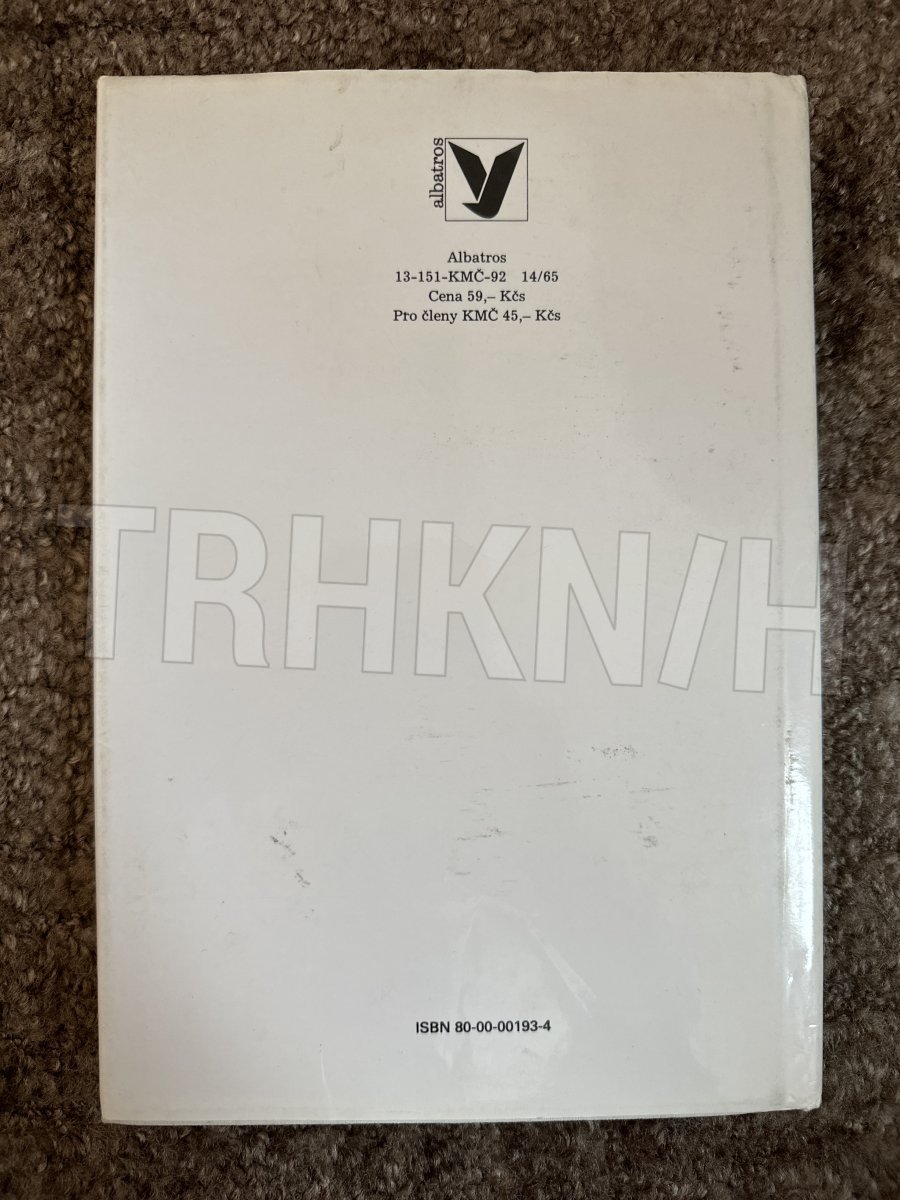 albatros
Albatros
13-151-KMČ-92 14/65
Cena 59,– Kčs
Pro členy KMČ 45,– Kčs
TRHKN/H
ISBN 80-00-00193-4